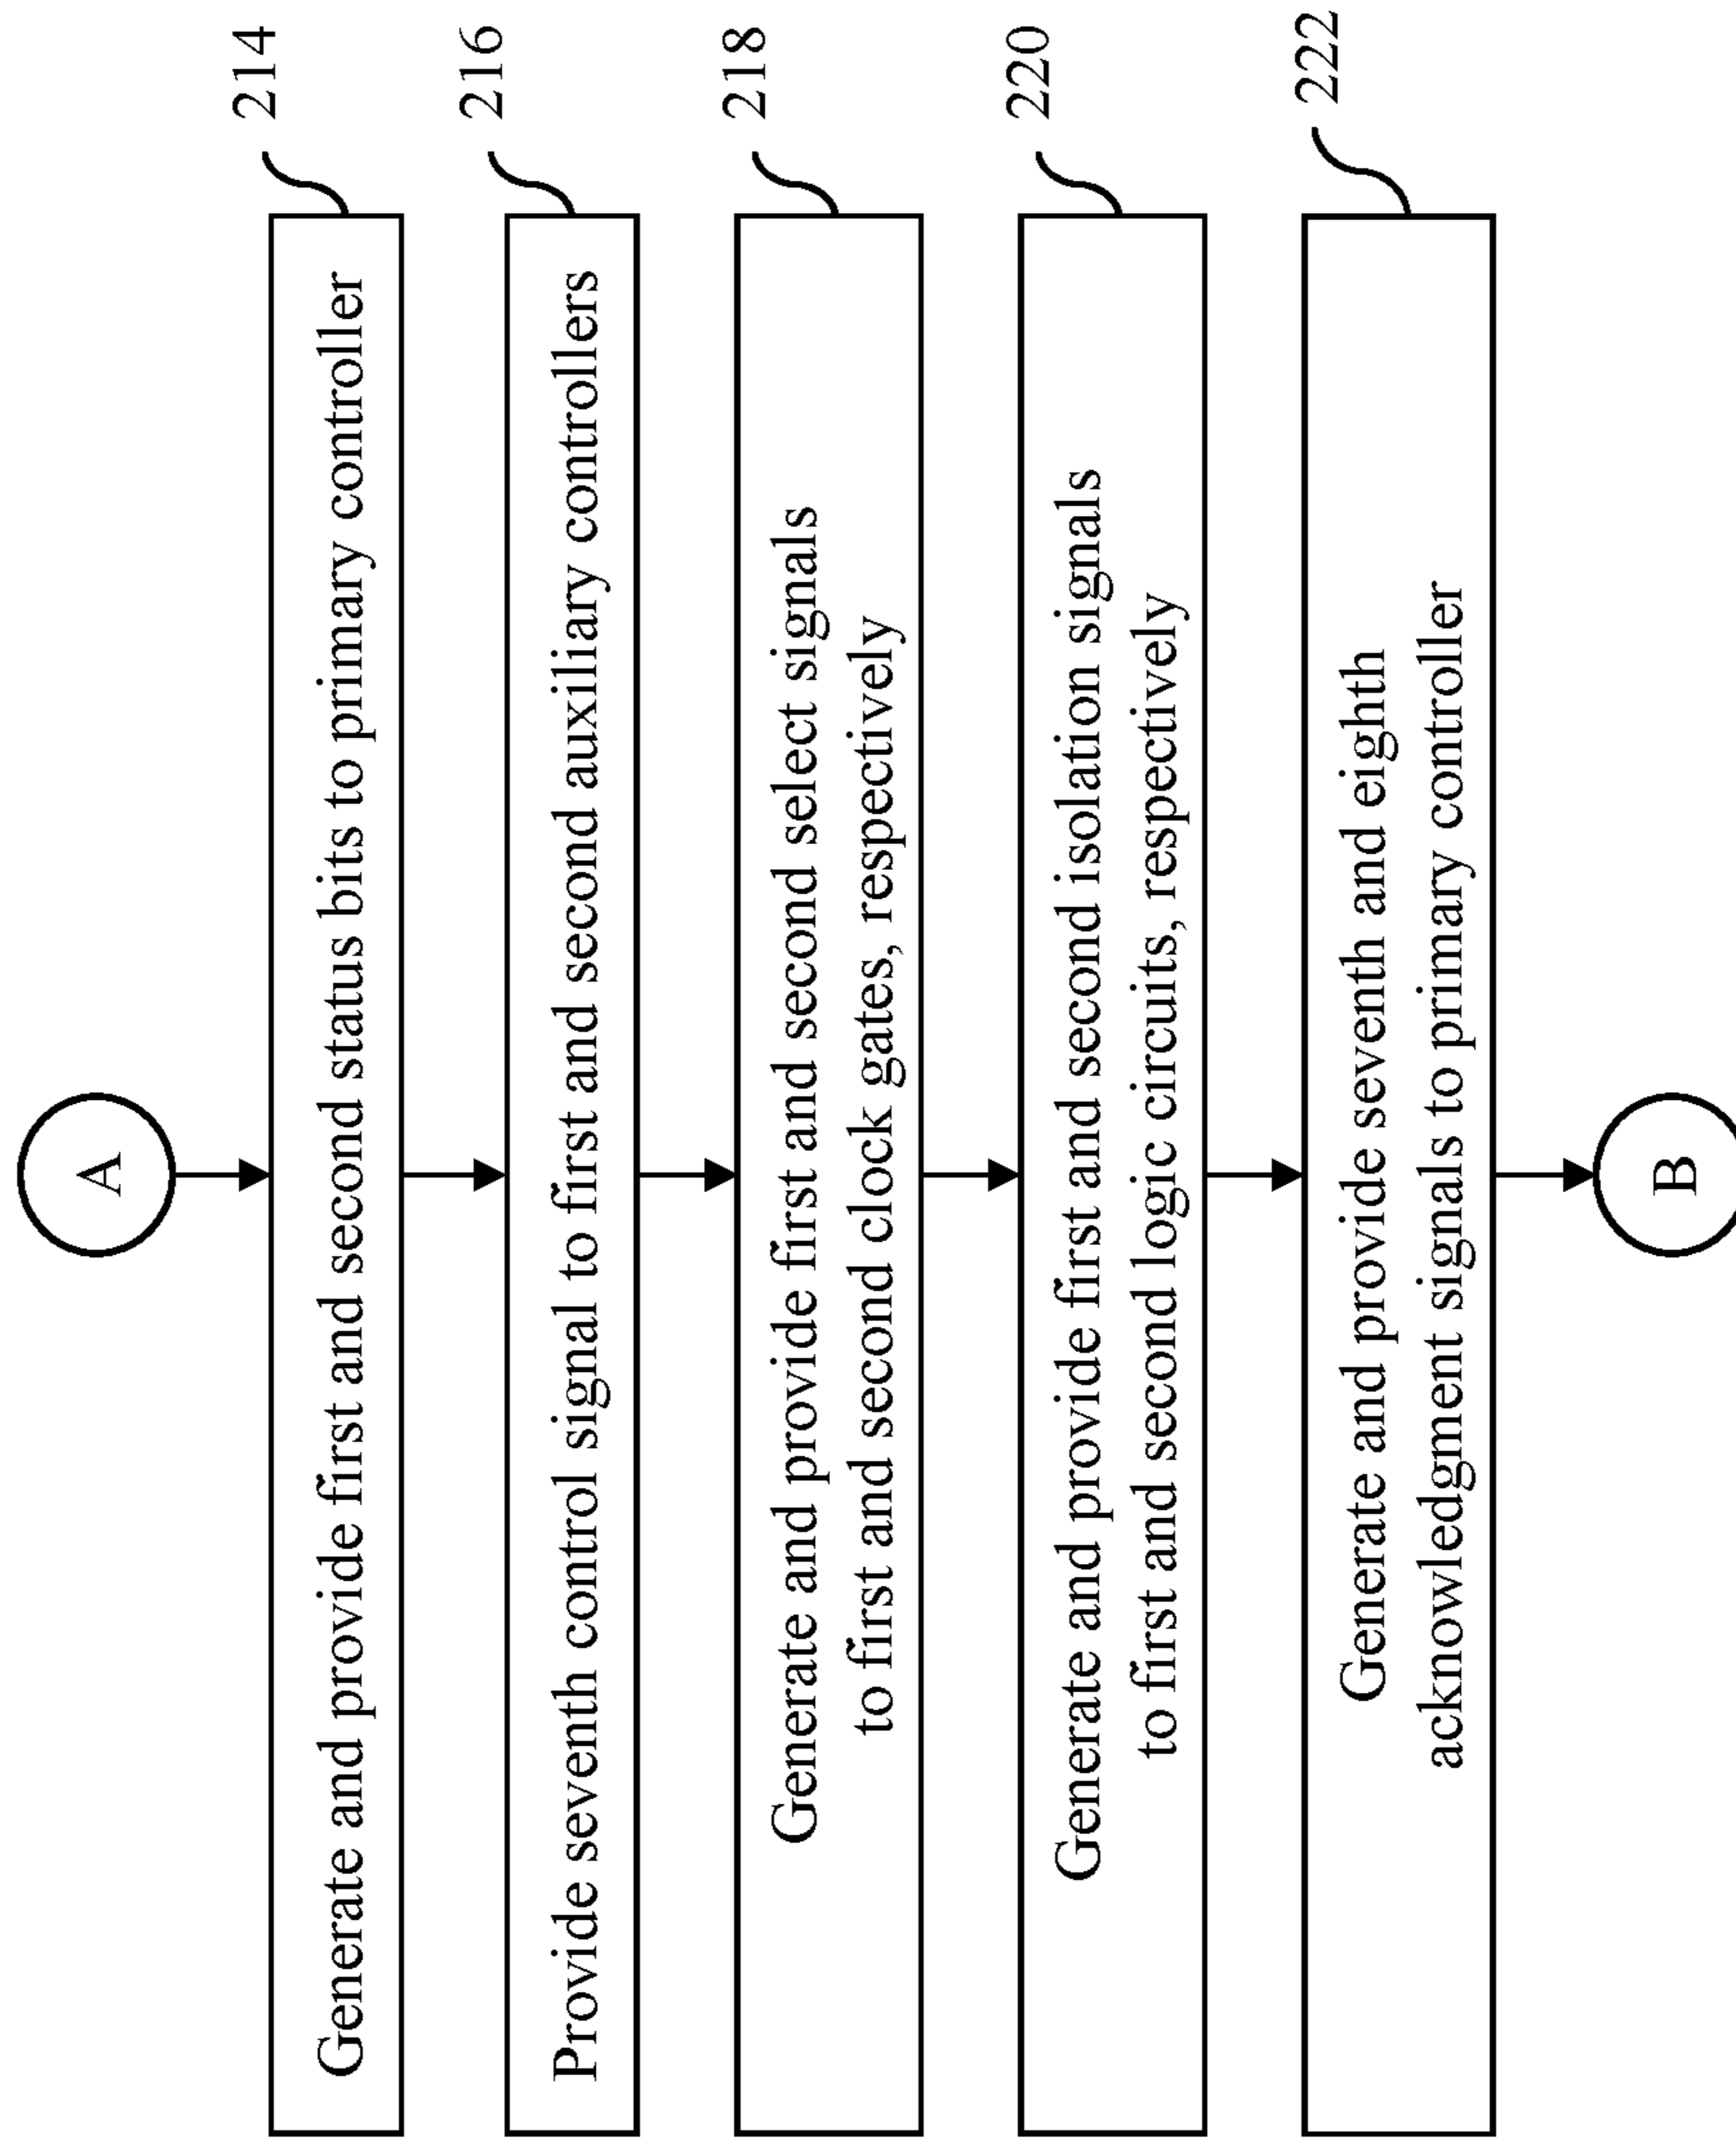 A
Generate and provide first and second status bits to primary controller
214
Provide seventh control signal to first and second auxiliary controllers
216
Generate and provide first and second select signals
to first and second clock gates, respectively
218
Generate and provide first and second isolation signals
to first and second logic circuits, respectively
220
Generate and provide seventh and eighth
acknowledgment signals to primary controller
222
B